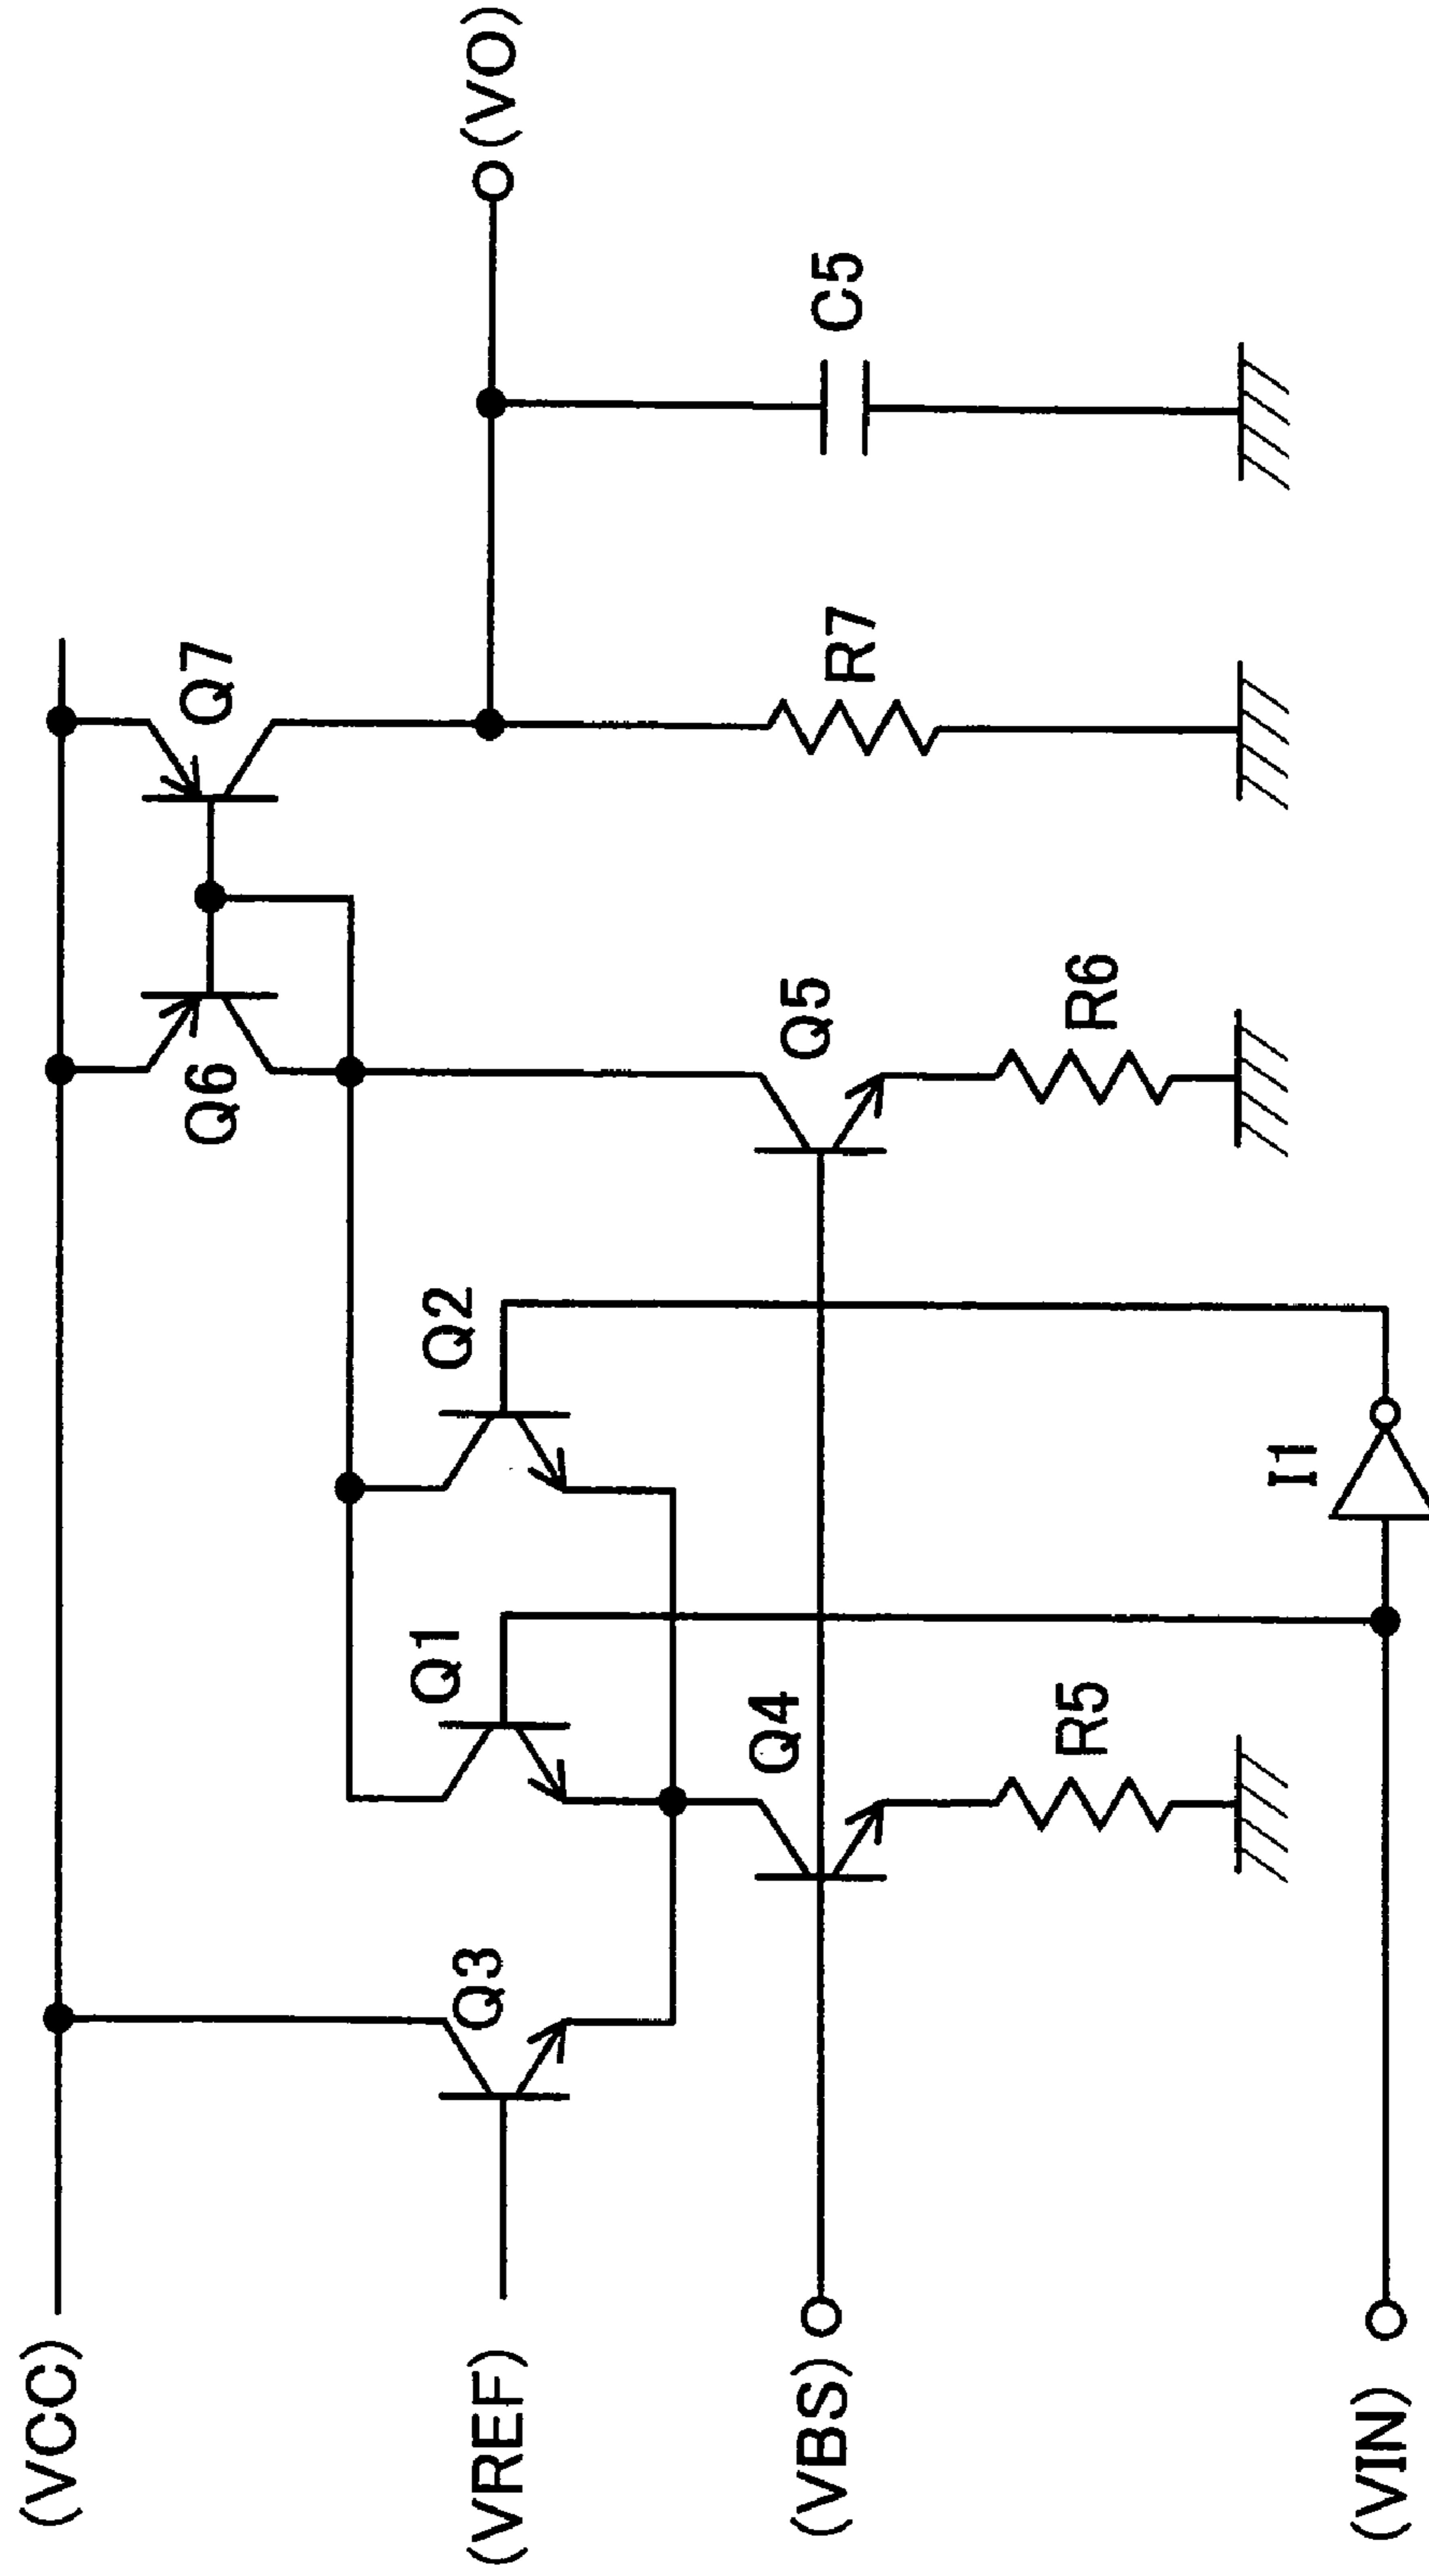 (VCC)
(VREF)
(VBS)
(VIN)
Q3
Q1
Q2
Q4
R5
I1
Q6
Q7
Q5
R6
R7
C5
(VO)